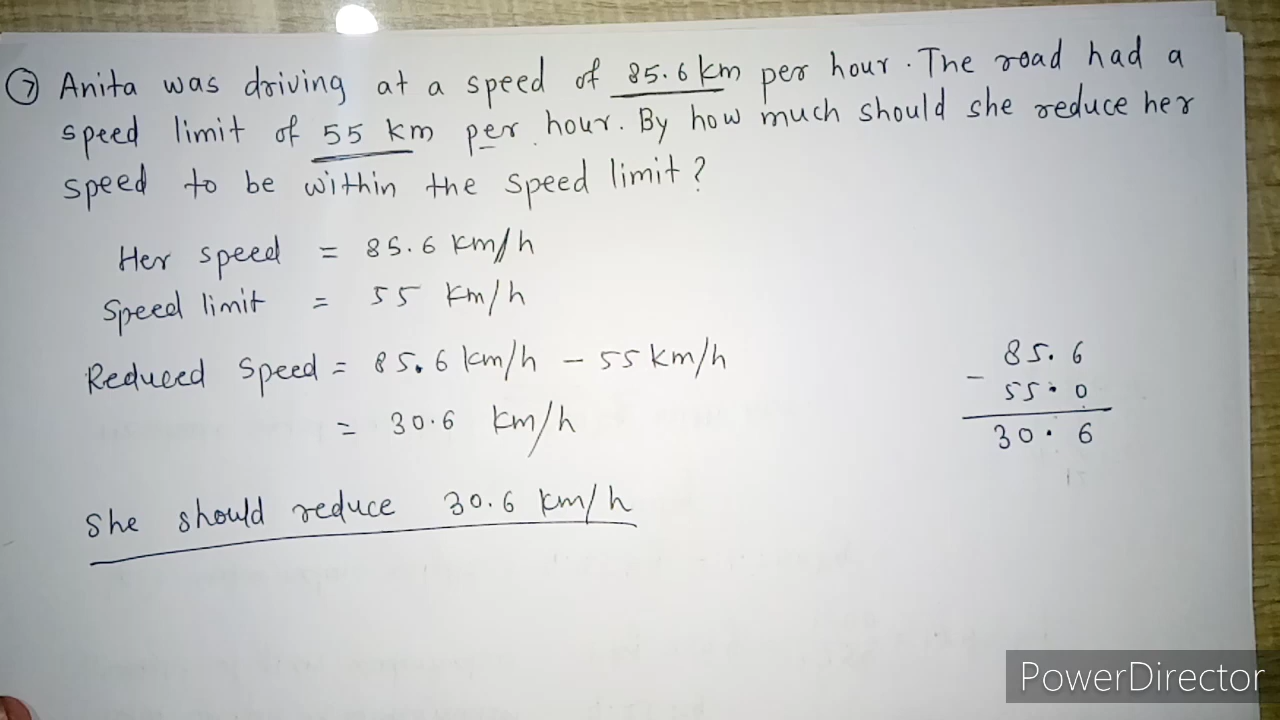 ⑦ Anita was driving at a speed of 85.6 km per hour. The road had a
speed limit of 55 km per hour. By how much should she reduce her
speed to be within the speed limit?
Her speed = 85.6 km/h
Speed limit = 55 km/h
Reduced Speed = 85.6 km/h - 55 km/h
= 30.6 km/h
She should reduce 30.6 km/h
85.6
- 55.0
30.6
PowerDirector